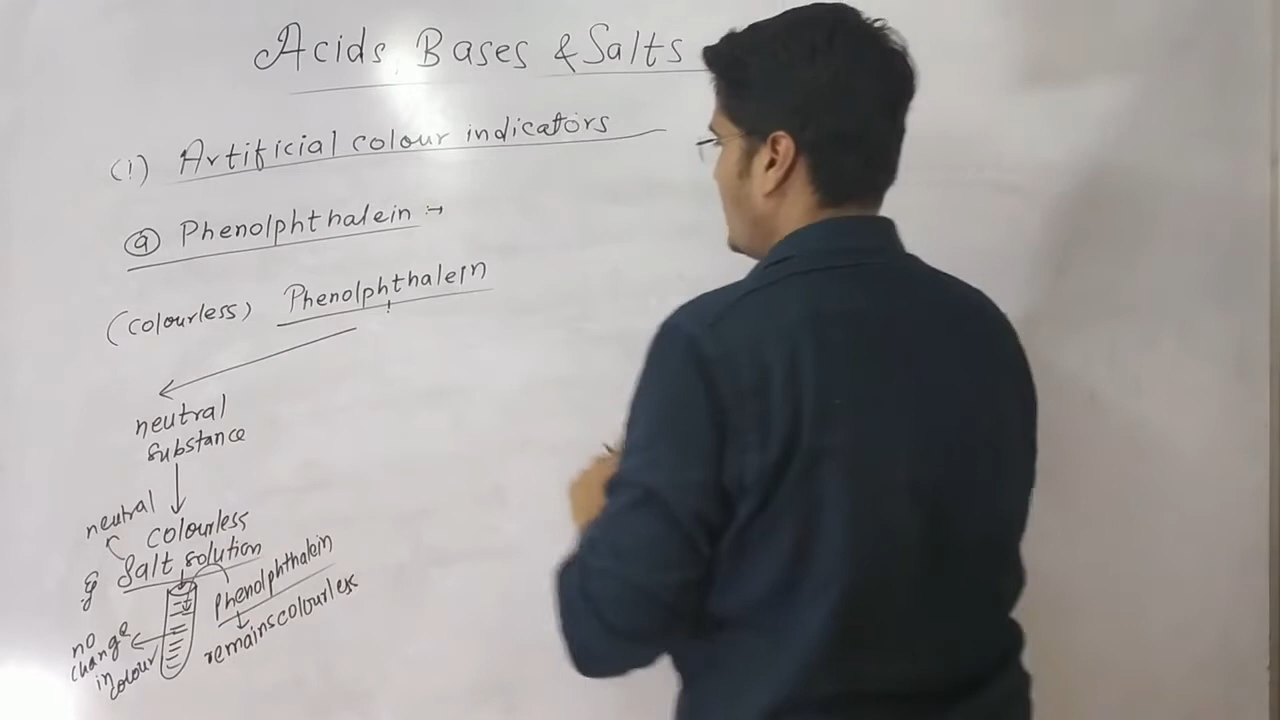 Acids, Bases & Salts
(1) Artificial colour indicators
(a) Phenolphthalein :→
(colourless) Phenolphthalein
neutral
substance
neutral
colourless
eg Salt solution
Phenolphthalein
remains colourless
no
change
in
colour